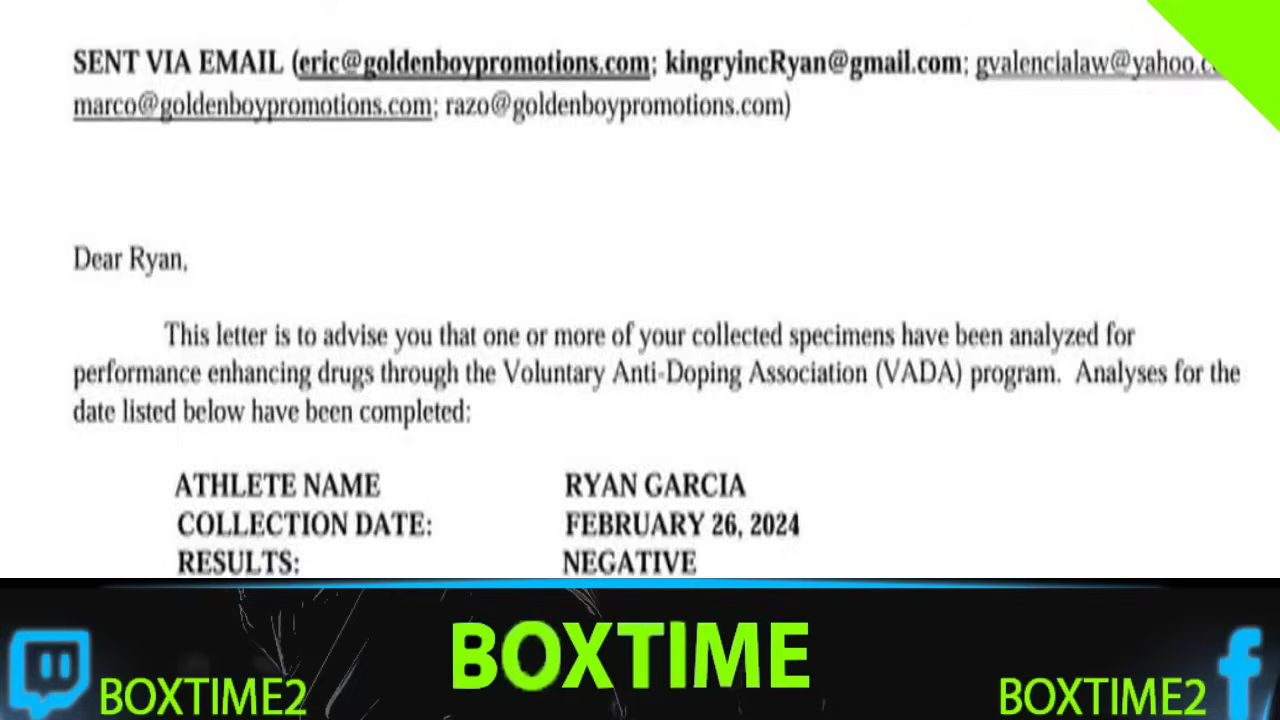 SENT VIA EMAIL (eric@goldenboypromotions.com; kingryincRyan@gmail.com; gvalencialaw@yahoo.c
marco@goldenboypromotions.com; razo@goldenboypromotions.com)
Dear Ryan,
This letter is to advise you that one or more of your collected specimens have been analyzed for
performance enhancing drugs through the Voluntary Anti-Doping Association (VADA) program. Analyses for the
date listed below have been completed:
ATHLETE NAME RYAN GARCIA
COLLECTION DATE: FEBRUARY 26, 2024
RESULTS: NEGATIVE
BOXTIME
BOXTIME2 BOXTIME2